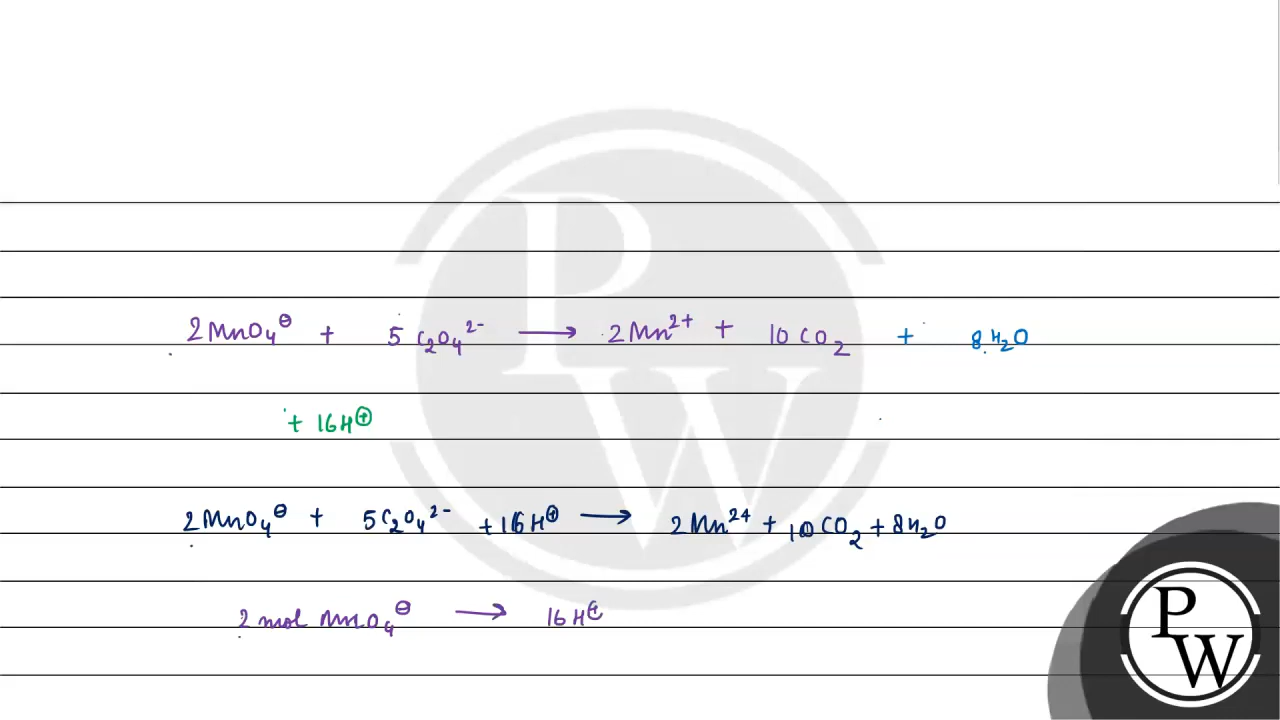 2MnO₄⊖ + 5C₂O₄²⁻ ⟶ 2Mn²⁺ + 10CO₂ + 8H₂O
+ 16H⊕
2MnO₄⊖ + 5C₂O₄²⁻ + 16H⊕ ⟶ 2Mn²⁺ + 10CO₂ + 8H₂O
2 mol MnO₄⊖ ⟶ 16H⊕
P
W
P
W